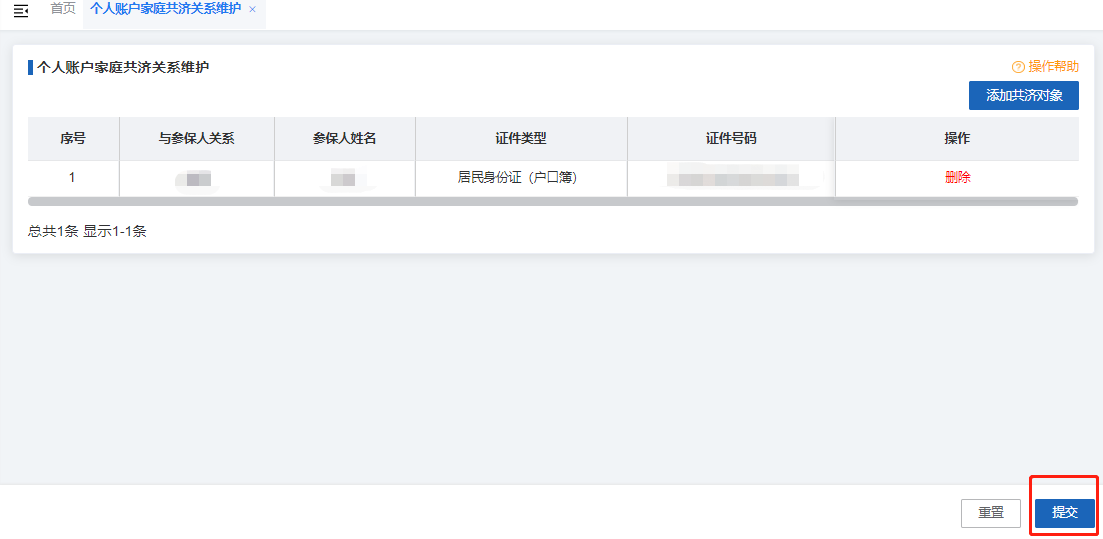 首页 个人账户家庭共济关系维护 ×
个人账户家庭共济关系维护
? 操作帮助
添加共济对象
序号 与参保人关系 参保人姓名 证件类型 证件号码 操作
1 居民身份证（户口簿） 删除
总共1条 显示1-1条
重置 提交